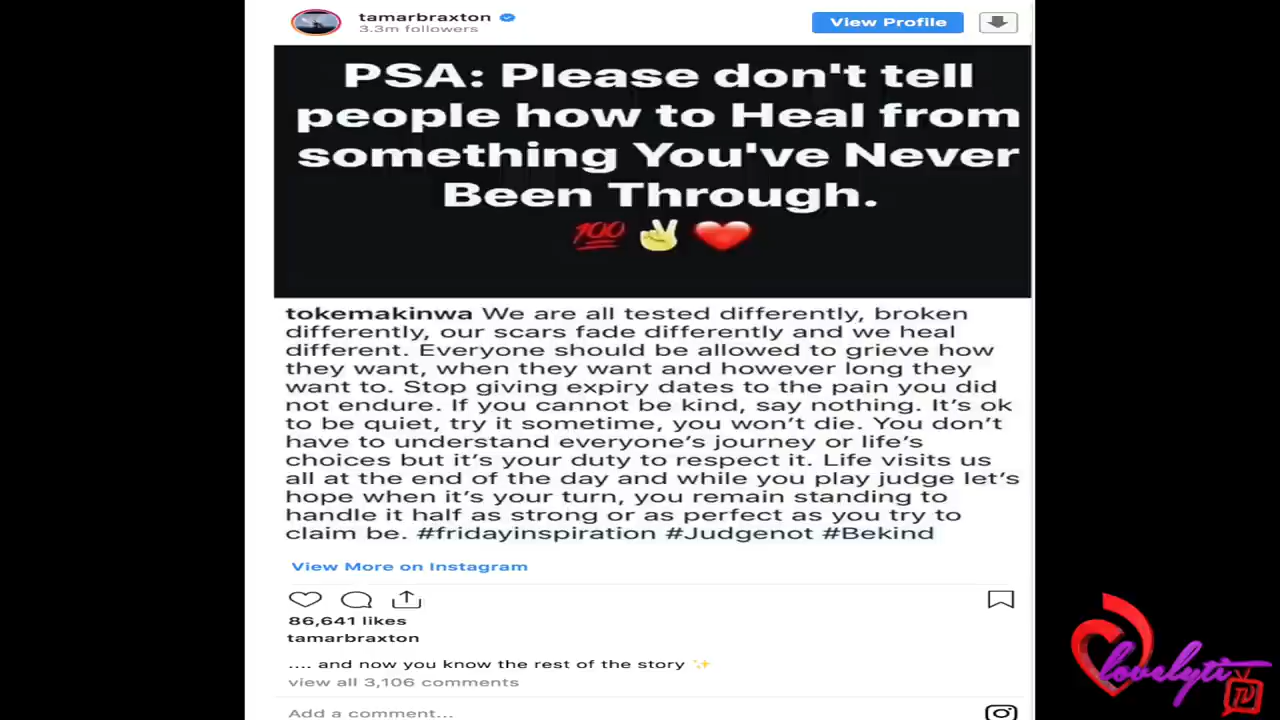 tamarbraxton
3.3m followers
View Profile
PSA: Please don't tell
people how to Heal from
something You've Never
Been Through.
💯 ✌️ ❤️
tokemakinwa We are all tested differently, broken
differently, our scars fade differently and we heal
different. Everyone should be allowed to grieve how
they want, when they want and however long they
want to. Stop giving expiry dates to the pain you did
not endure. If you cannot be kind, say nothing. It's ok
to be quiet, try it sometime, you won't die. You don't
have to understand everyone's journey or life's
choices but it's your duty to respect it. Life visits us
all at the end of the day and while you play judge let's
hope when it's your turn, you remain standing to
handle it half as strong or as perfect as you try to
claim be. #fridayinspiration #Judgenot #Bekind
View More on Instagram
86,641 likes
tamarbraxton
.... and now you know the rest of the story ✨
view all 3,106 comments
Add a comment...
lovelyti
TV